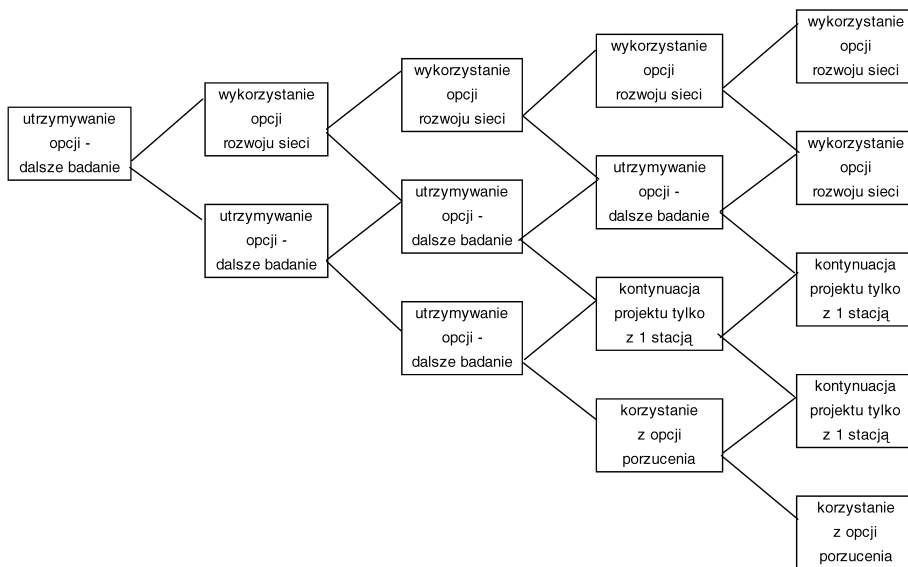 utrzymywanie
opcji -
dalsze badanie
wykorzystanie
opcji
rozwoju sieci
utrzymywanie
opcji -
dalsze badanie
wykorzystanie
opcji
rozwoju sieci
utrzymywanie
opcji -
dalsze badanie
utrzymywanie
opcji -
dalsze badanie
wykorzystanie
opcji
rozwoju sieci
utrzymywanie
opcji -
dalsze badanie
kontynuacja
projektu tylko
z 1 stacją
korzystanie
z opcji
porzucenia
wykorzystanie
opcji
rozwoju sieci
wykorzystanie
opcji
rozwoju sieci
kontynuacja
projektu tylko
z 1 stacją
kontynuacja
projektu tylko
z 1 stacją
korzystanie
z opcji
porzucenia